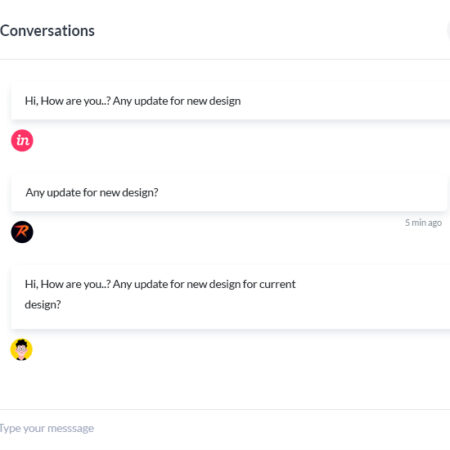 Conversations
Hi, How are you..? Any update for new design
in
Any update for new design?
5 min ago
R
Hi, How are you..? Any update for new design for current
design?
Type your messsage